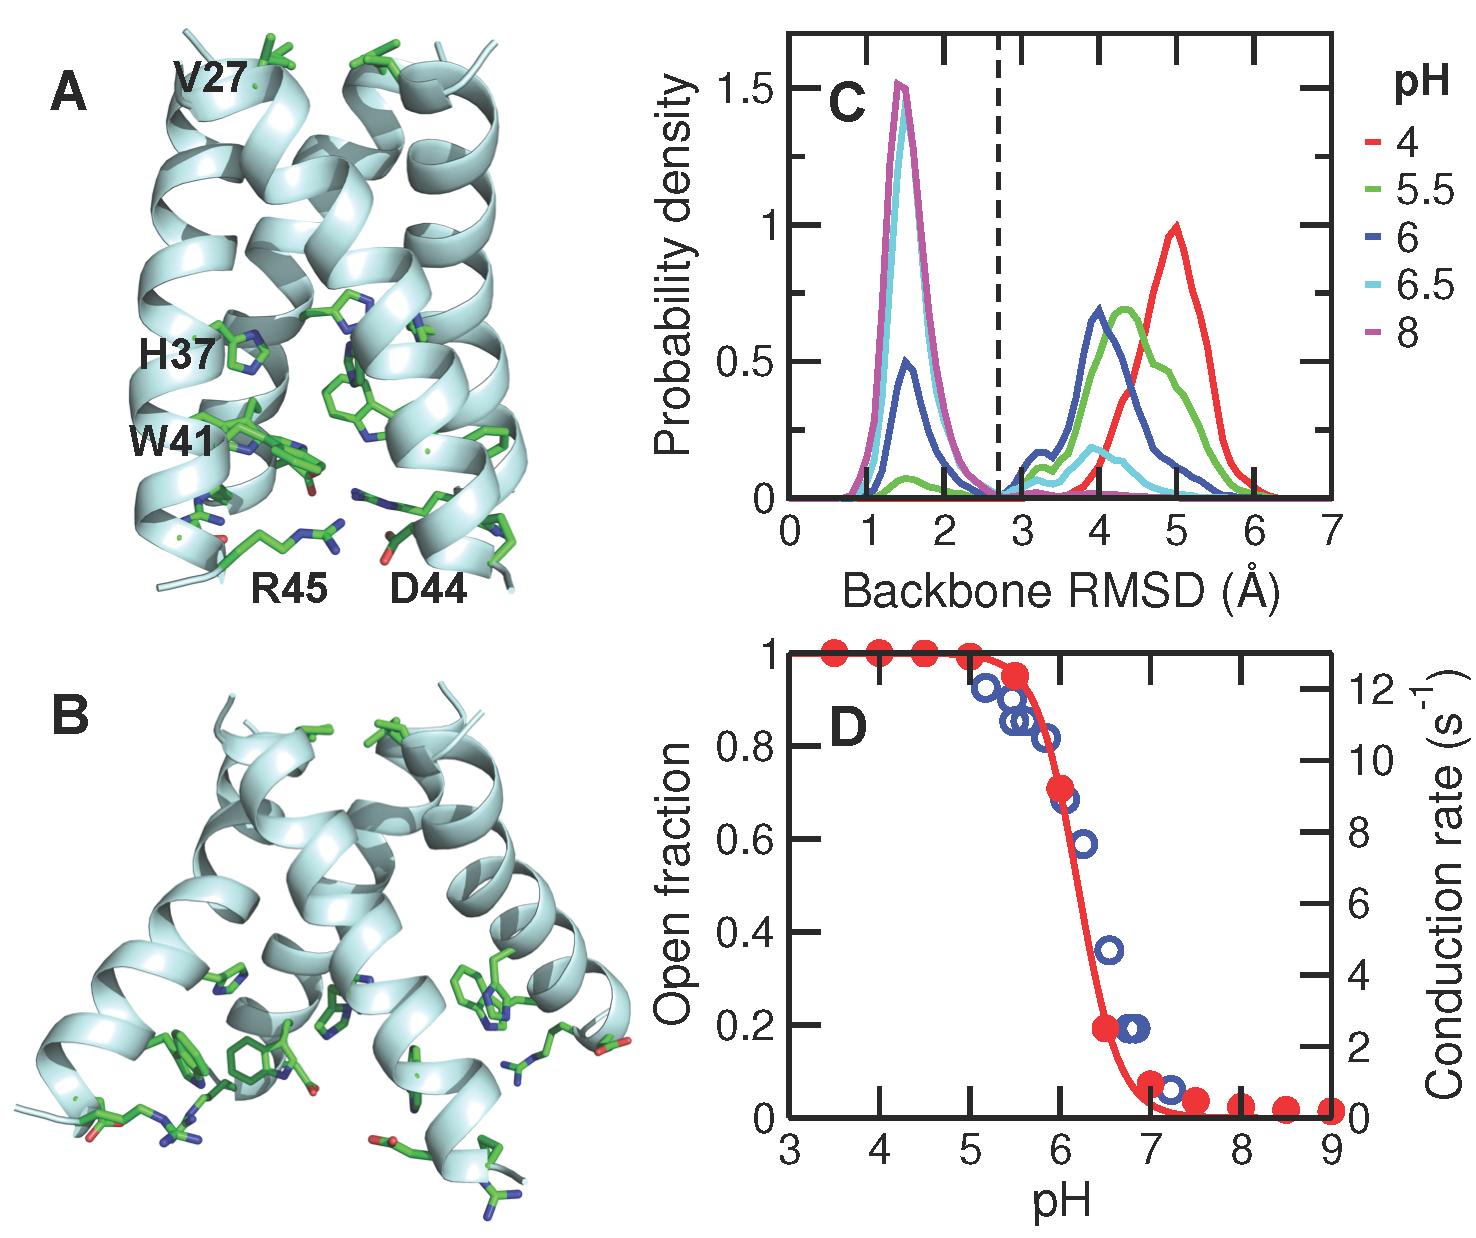 A
V27
H37
W41
R45 D44
B
C
Probability density
1.5
1
0.5
0
0 1 2 3 4 5 6 7
Backbone RMSD (Å)
pH
4
5.5
6
6.5
8
D
Open fraction
1
0.8
0.6
0.4
0.2
0
3 4 5 6 7 8 9
pH
12
10
8
6
4
2
0
Conduction rate (s⁻¹)